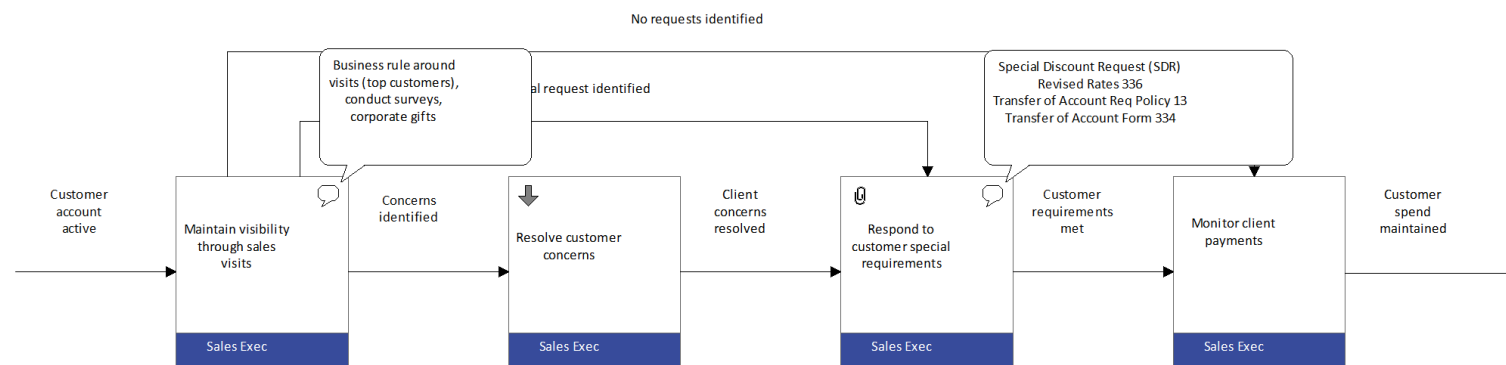 No requests identified
Business rule around
visits (top customers),
conduct surveys,
corporate gifts
request identified
Special Discount Request (SDR)
Revised Rates 336
Transfer of Account Req Policy 13
Transfer of Account Form 334
Customer
account
active
Maintain visibility
through sales
visits
Sales Exec
Concerns
identified
Resolve customer
concerns
Sales Exec
Client
concerns
resolved
Respond to
customer special
requirements
Sales Exec
Customer
requirements
met
Monitor client
payments
Sales Exec
Customer
spend
maintained